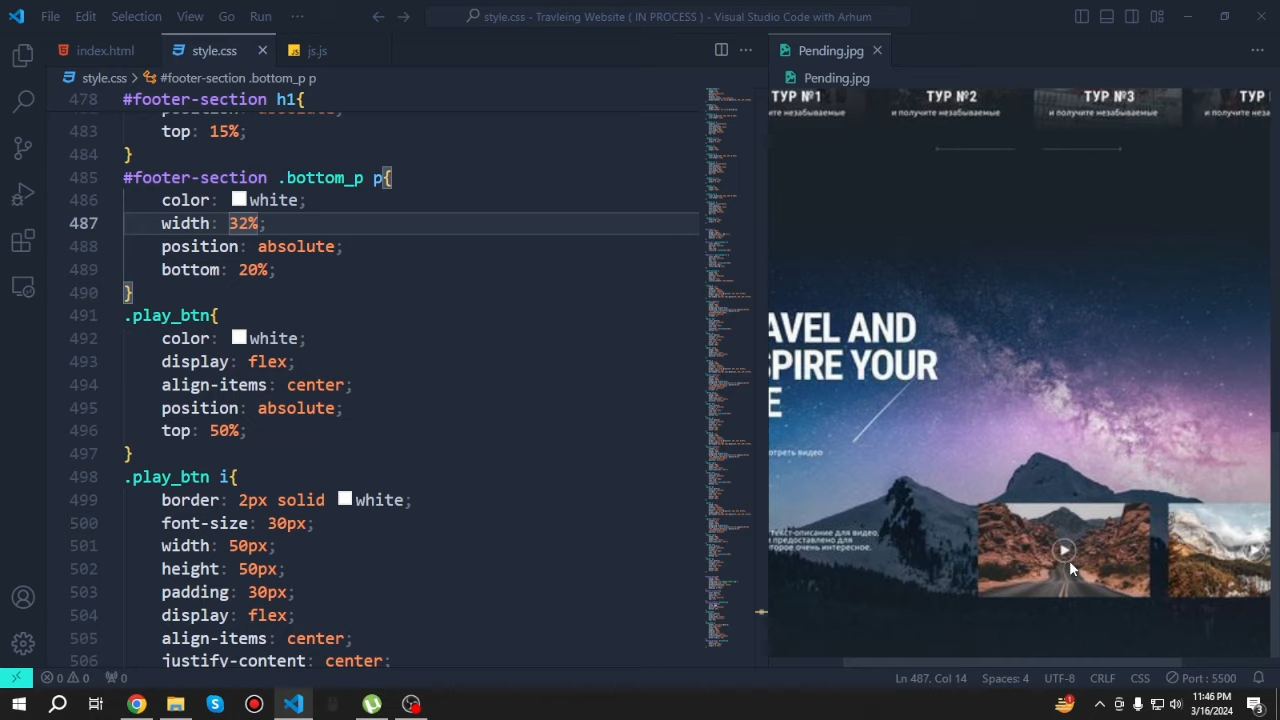 File Edit Selection View Go Run ··· style.css - Travleing Website ( IN PROCESS ) - Visual Studio Code with Arhum
index.html style.css js.js
style.css > #footer-section .bottom_p p
478 #footer-section h1{
483 top: 15%;
484 }
485 #footer-section .bottom_p p{
486 color: white;
487 width: 32%;
488 position: absolute;
489 bottom: 20%;
490 }
491 .play_btn{
492 color: white;
493 display: flex;
494 align-items: center;
495 position: absolute;
496 top: 50%;
497 }
498 .play_btn i{
499 border: 2px solid white;
500 font-size: 30px;
501 width: 50px;
502 height: 50px;
503 padding: 30px;
504 display: flex;
505 align-items: center;
506 justify-content: center;
Pending.jpg
Pending.jpg
ТУР №1 ТУР №2 ТУР №3 ТУР
и получите незабываемые и получите незабываемые и получите незабываемые и получите незаб
AVEL AND
SPIRE YOUR
E
отреть видео
текст-описание для видео,
предоставлено для
торое очень интересное.
0 0 0 Ln 487, Col 14 Spaces: 4 UTF-8 CRLF CSS Port : 5500
11:46 PM
3/16/2024